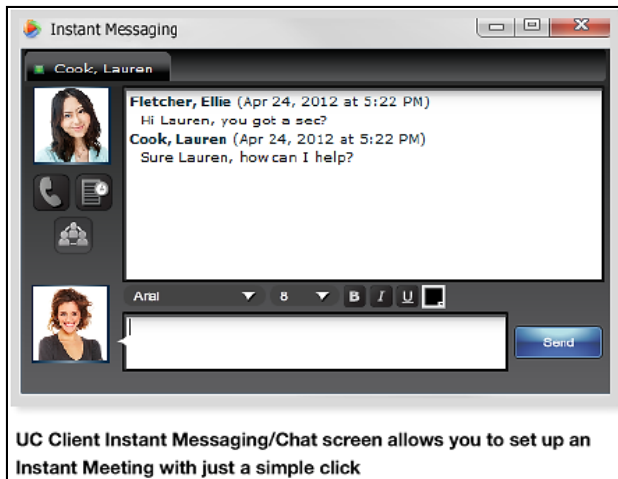 Instant Messaging
Cook, Lauren
Fletcher, Ellie (Apr 24, 2012 at 5:22 PM)
Hi Lauren, you got a sec?
Cook, Lauren (Apr 24, 2012 at 5:22 PM)
Sure Lauren, how can I help?
Arial 8 B I U
Send
UC Client Instant Messaging/Chat screen allows you to set up an
Instant Meeting with just a simple click